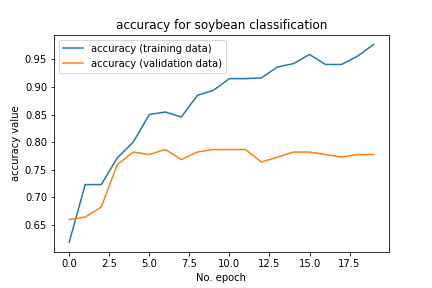 accuracy for soybean classification
accuracy (training data)
accuracy (validation data)
accuracy value
0.95
0.90
0.85
0.80
0.75
0.70
0.65
0.0 2.5 5.0 7.5 10.0 12.5 15.0 17.5
No. epoch